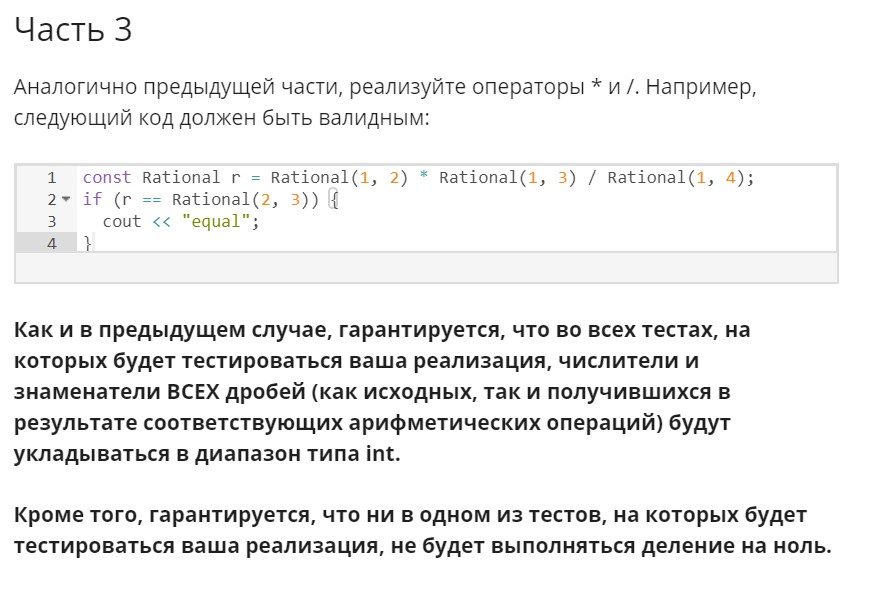 Часть 3
Аналогично предыдущей части, реализуйте операторы * и /. Например,
следующий код должен быть валидным:
1 const Rational r = Rational(1, 2) * Rational(1, 3) / Rational(1, 4);
2 if (r == Rational(2, 3)) {
3 cout << "equal";
4 }
Как и в предыдущем случае, гарантируется, что во всех тестах, на
которых будет тестироваться ваша реализация, числители и
знаменатели ВСЕХ дробей (как исходных, так и получившихся в
результате соответствующих арифметических операций) будут
укладываться в диапазон типа int.
Кроме того, гарантируется, что ни в одном из тестов, на которых будет
тестироваться ваша реализация, не будет выполняться деление на ноль.